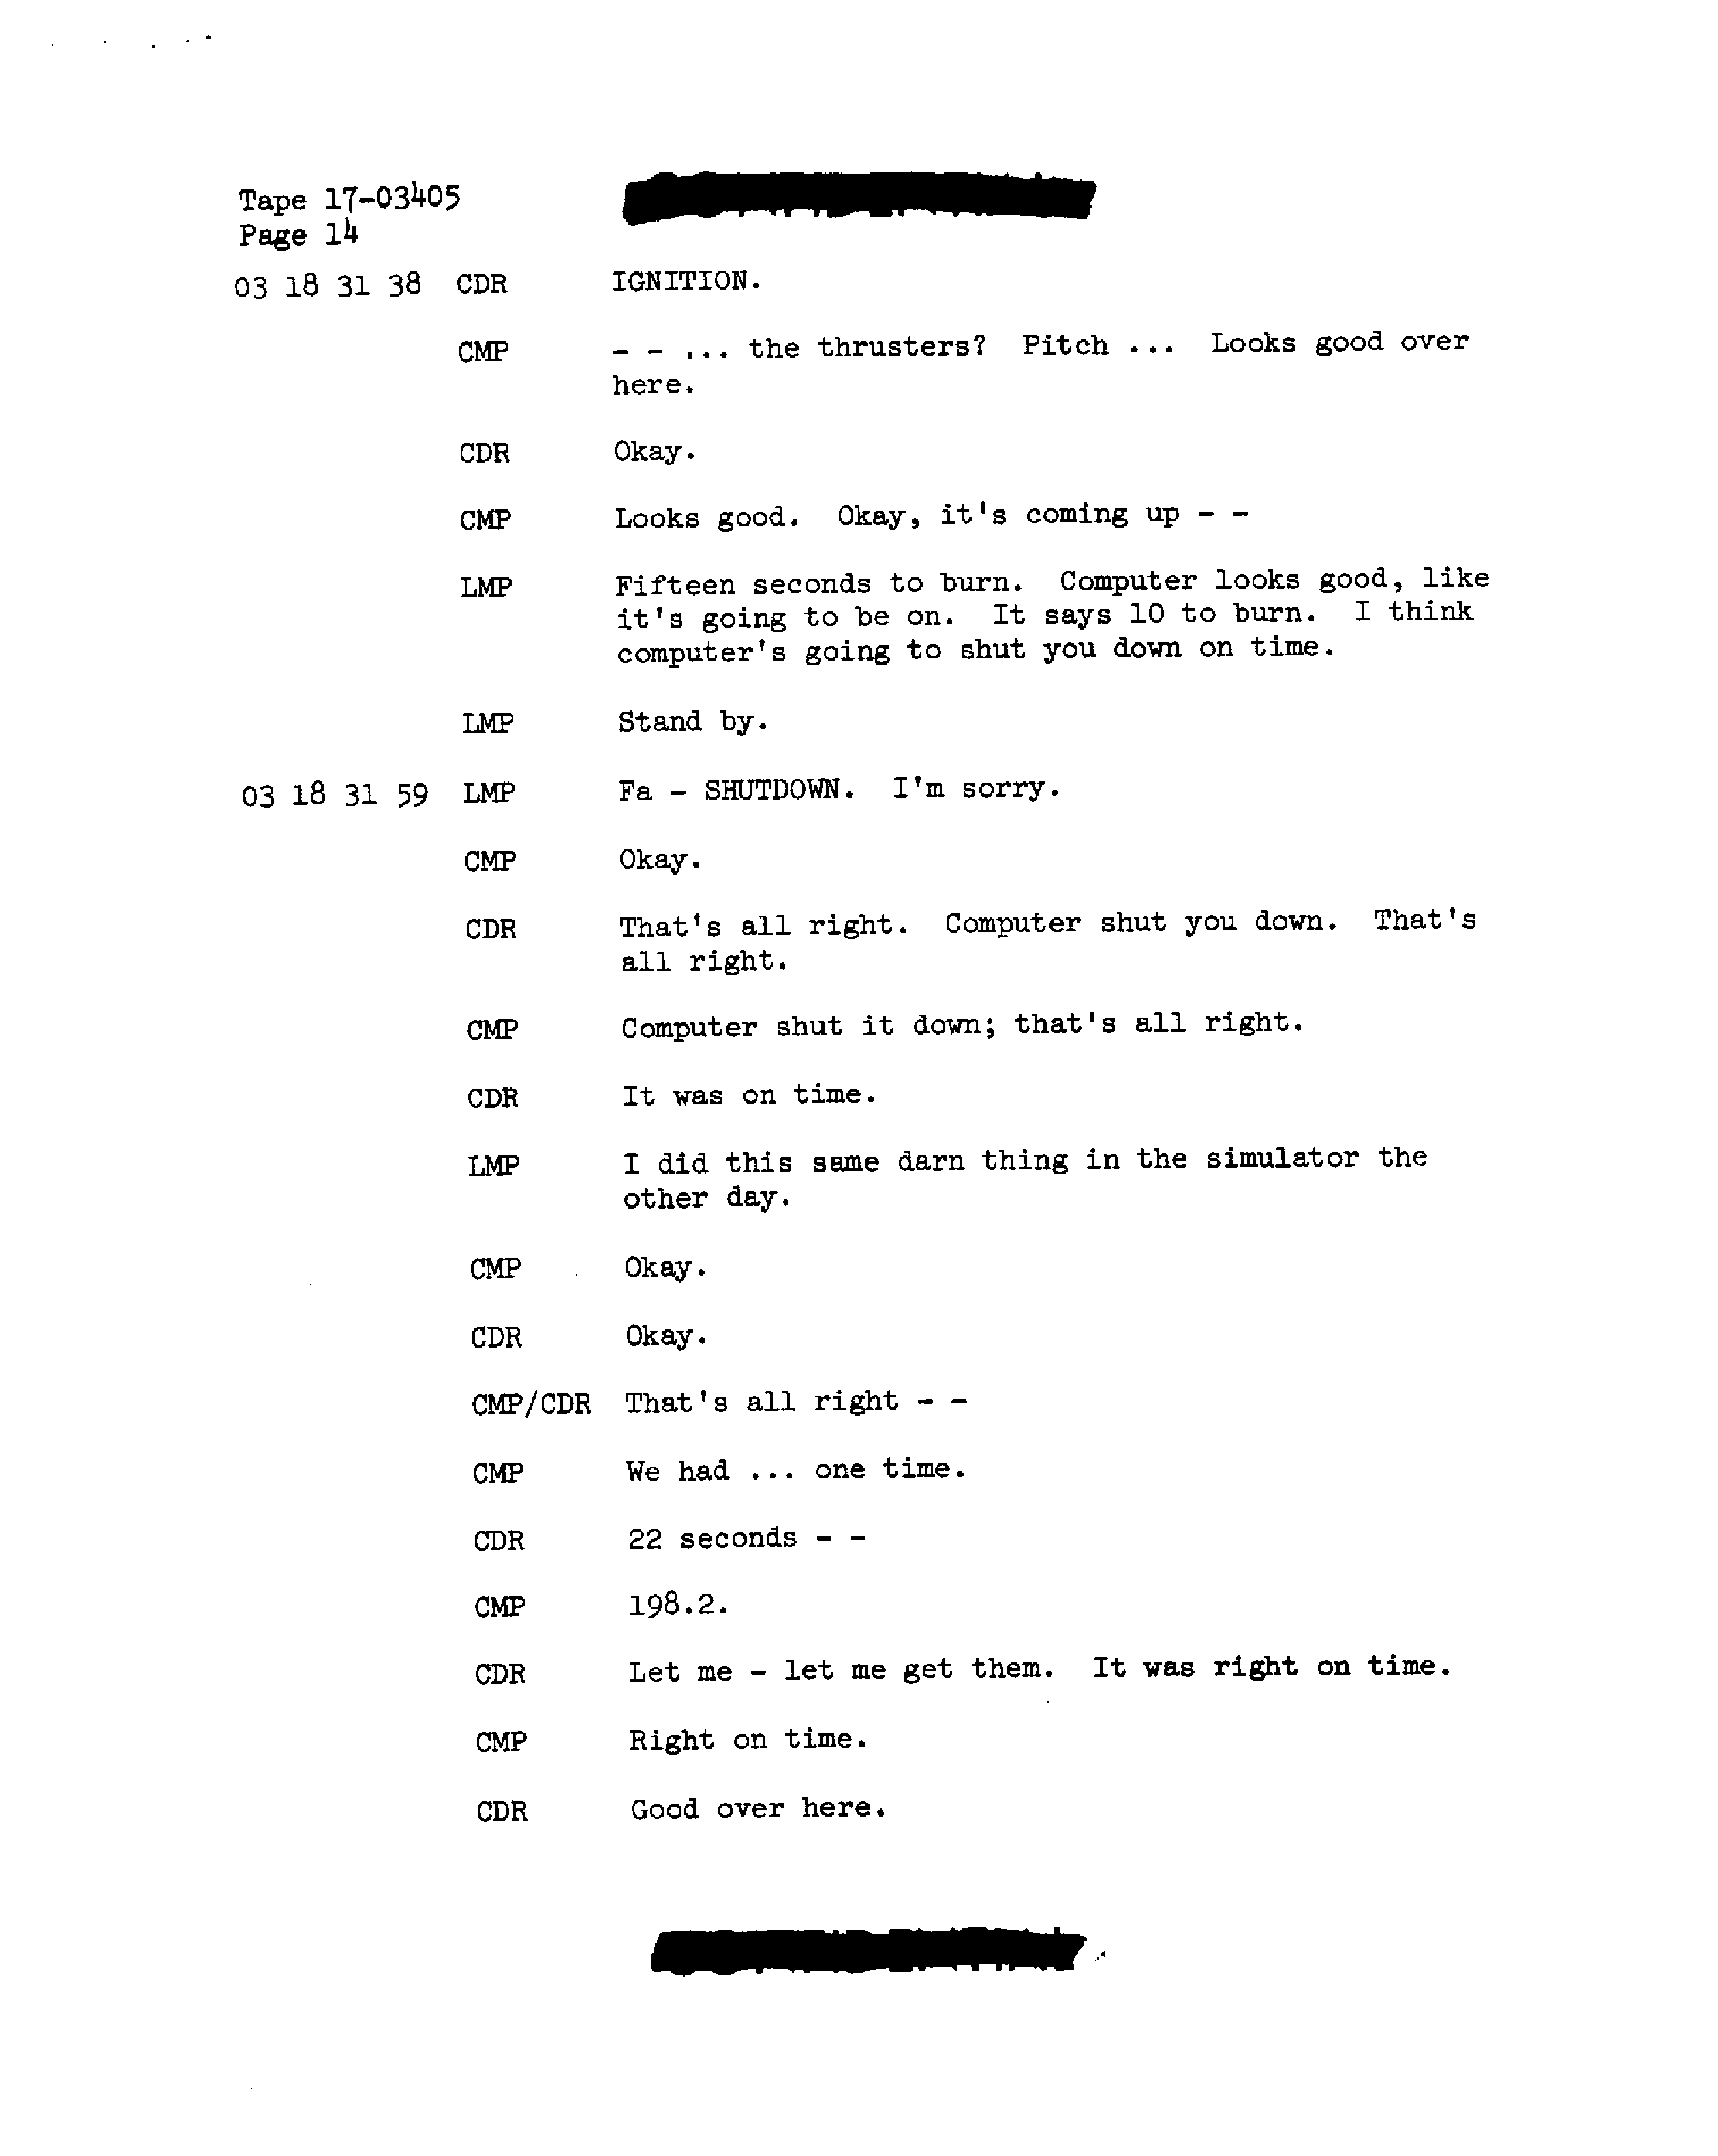 Tape 17-03405
Page 14
03 18 31 38 CDR IGNITION.
CMP - - ... the thrusters? Pitch ... Looks good over
here.
CDR Okay.
CMP Looks good. Okay, it's coming up - -
LMP Fifteen seconds to burn. Computer looks good, like
it's going to be on. It says 10 to burn. I think
computer's going to shut you down on time.
LMP Stand by.
03 18 31 59 LMP Fa - SHUTDOWN. I'm sorry.
CMP Okay.
CDR That's all right. Computer shut you down. That's
all right.
CMP Computer shut it down; that's all right.
CDR It was on time.
LMP I did this same darn thing in the simulator the
other day.
CMP Okay.
CDR Okay.
CMP/CDR That's all right - -
CMP We had ... one time.
CDR 22 seconds - -
CMP 198.2.
CDR Let me - let me get them. It was right on time.
CMP Right on time.
CDR Good over here.